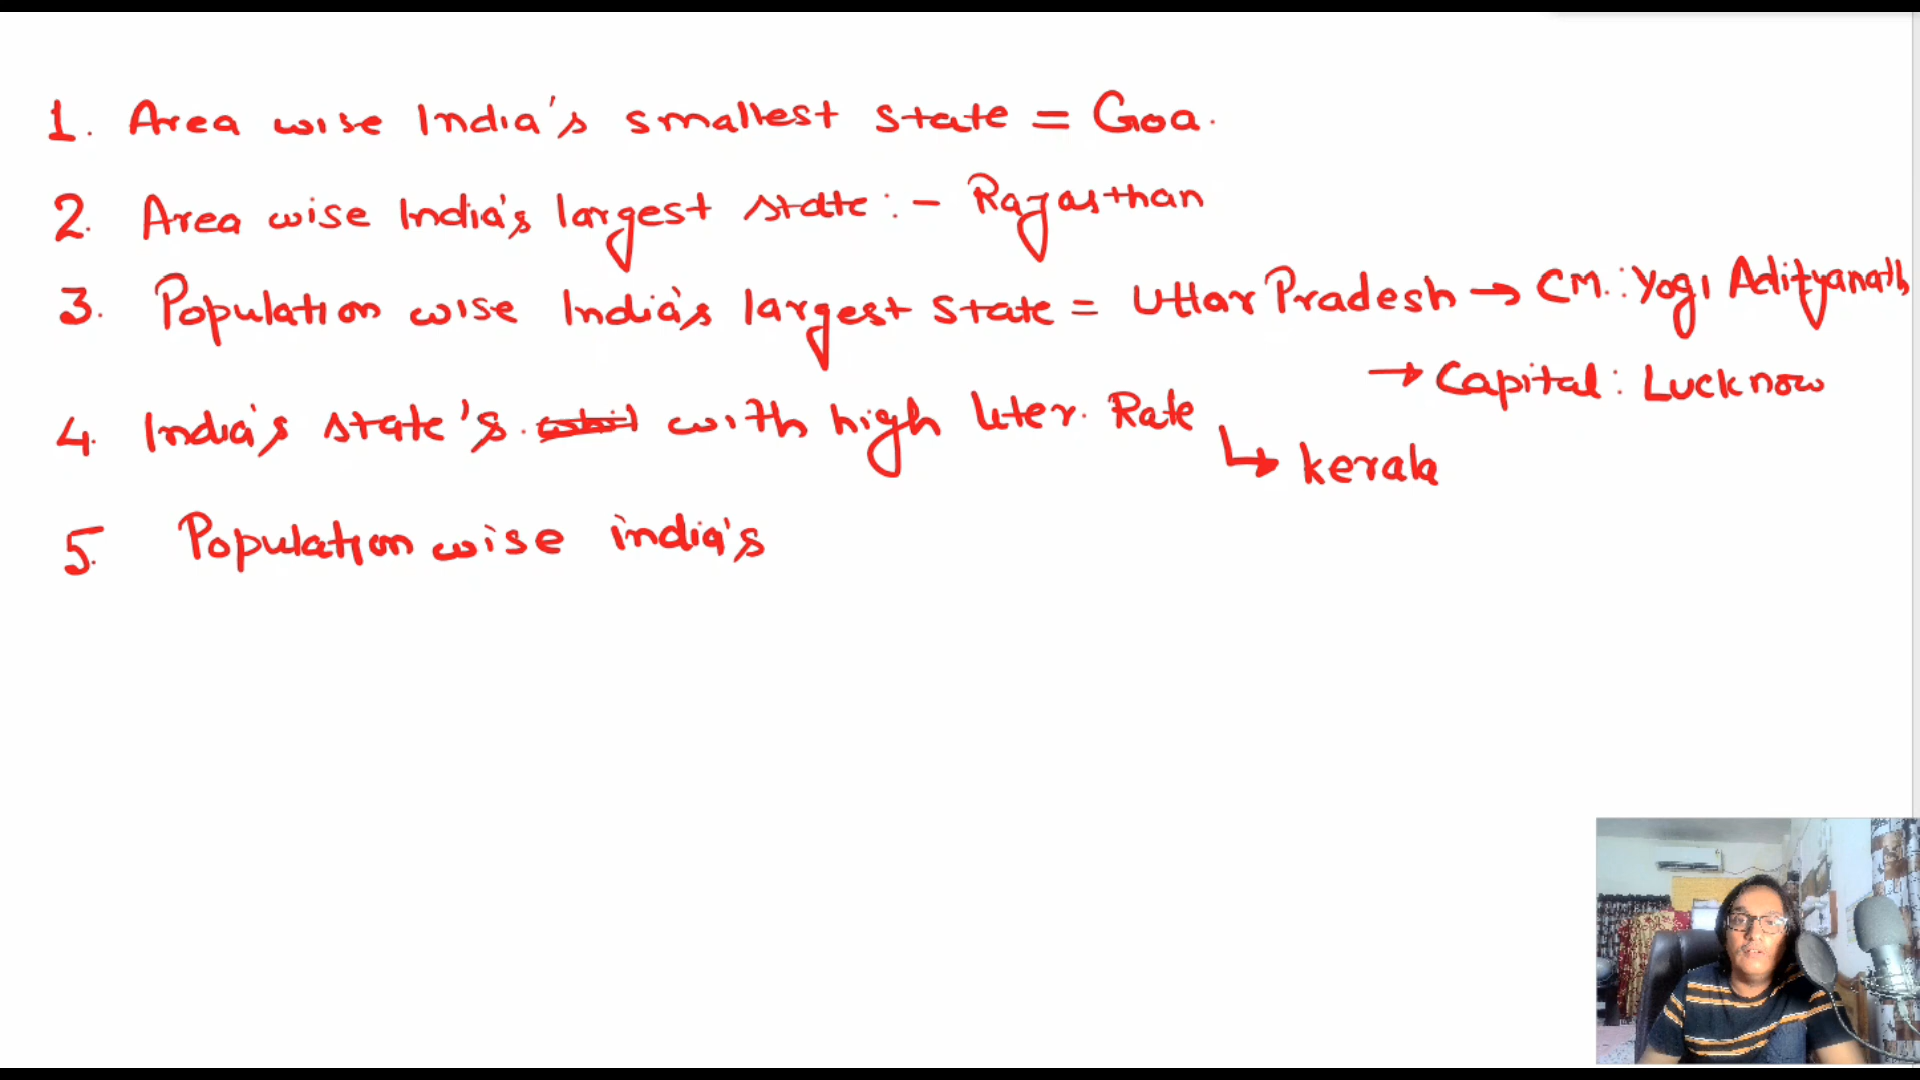 1. Area wise India's smallest state = Goa.
2. Area wise India's largest state :- Rajasthan
3. Population wise India's largest state = Uttar Pradesh → CM.: Yogi Adityanath
→ Capital: Lucknow
4. India's state's. with high liter. Rate
↳ kerala
5. Population wise india's